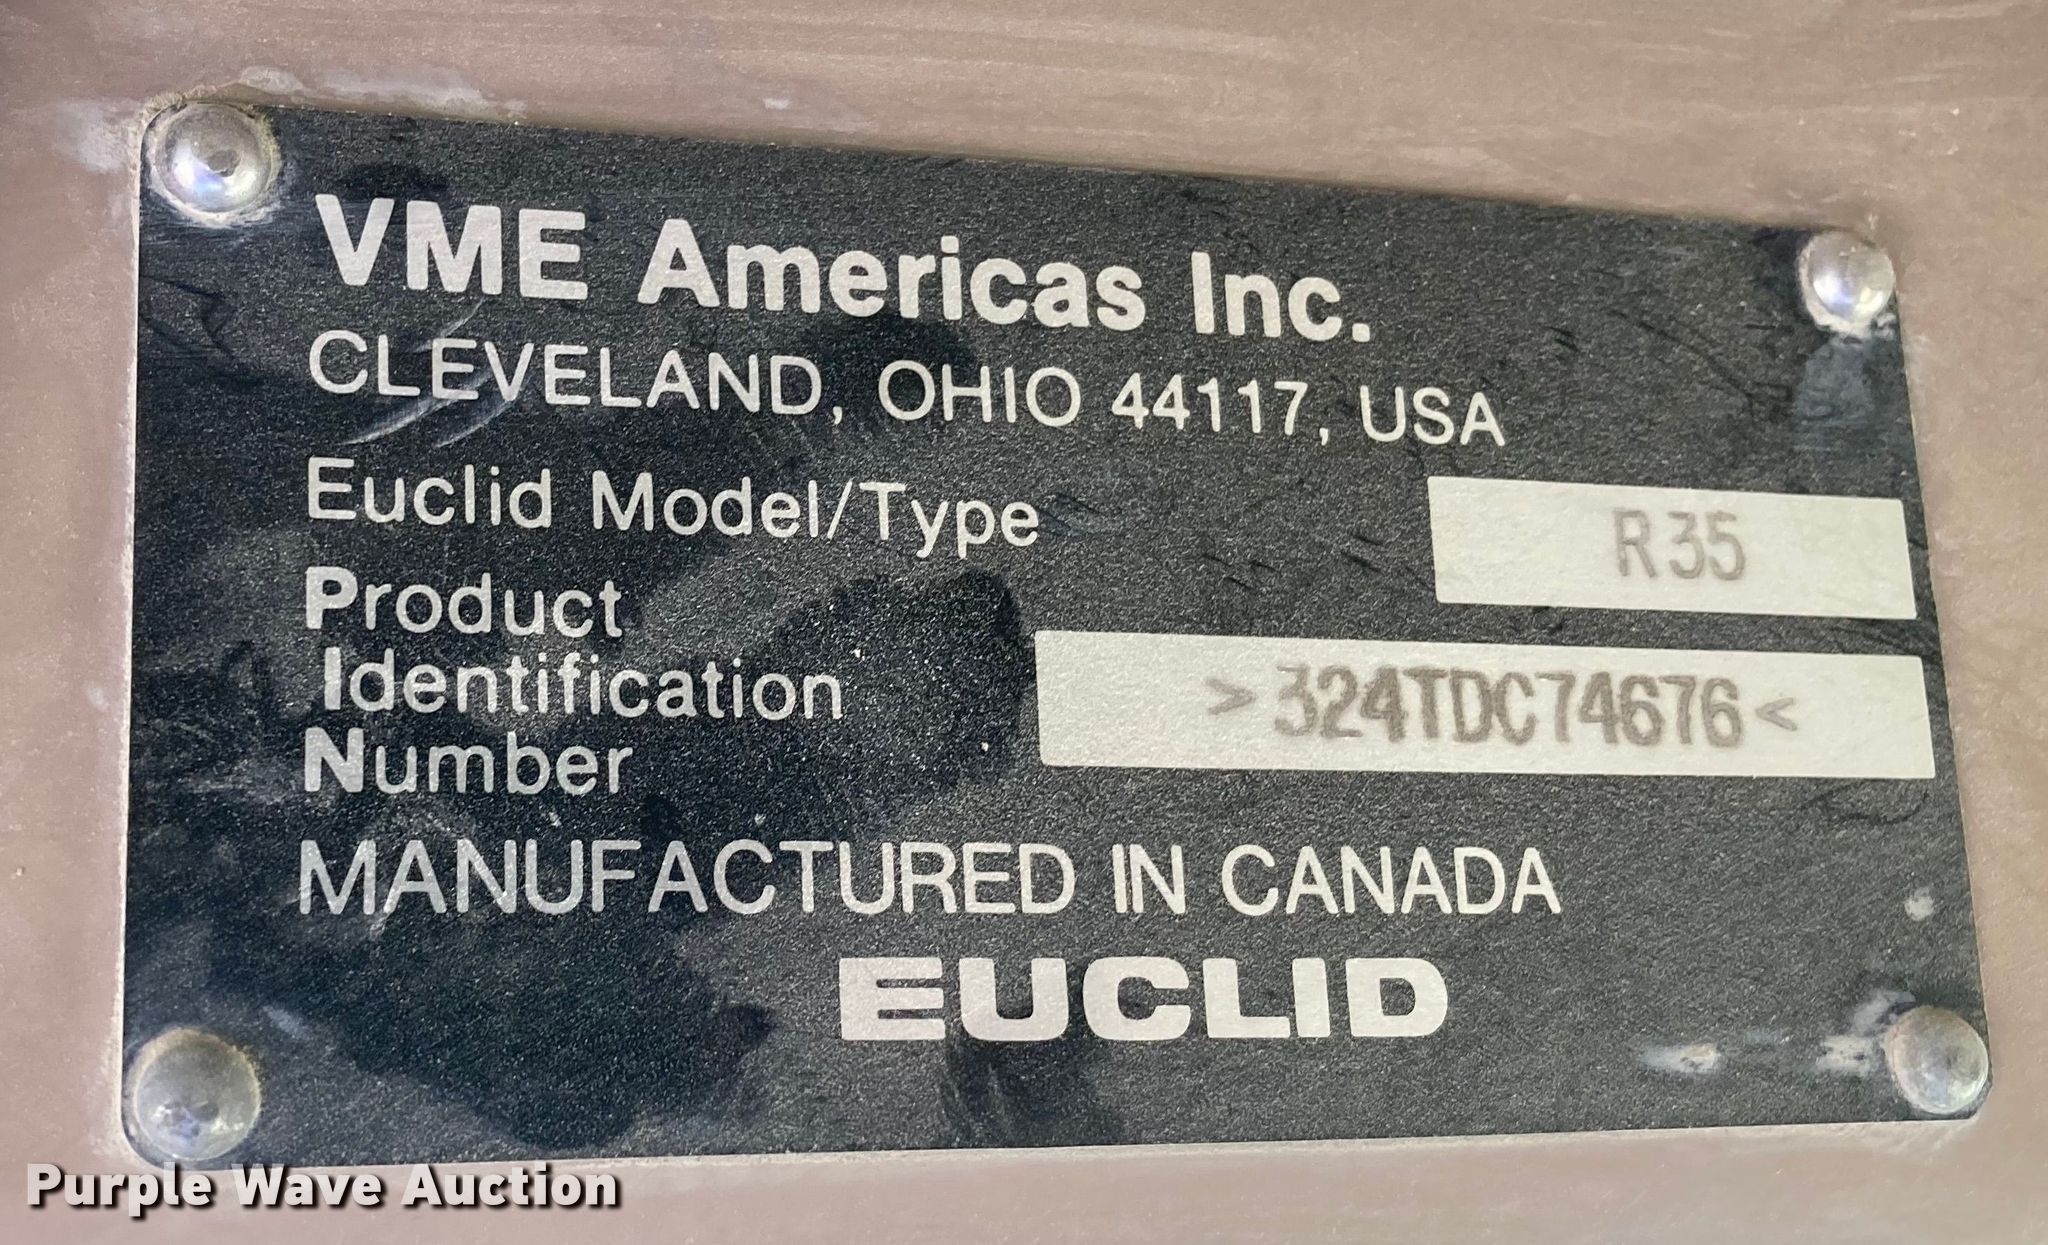 VME Americas Inc.
CLEVELAND, OHIO 44117, USA
Euclid Model/Type R35
Product
Identification >324TDC74676<
Number
MANUFACTURED IN CANADA
EUCLID
Purple Wave Auction